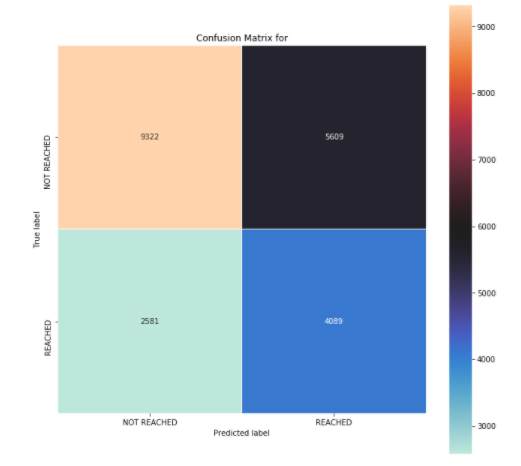 Confusion Matrix for
9322
5609
2581
4089
NOT REACHED
REACHED
True label
NOT REACHED
REACHED
Predicted label
9000
8000
7000
6000
5000
4000
3000